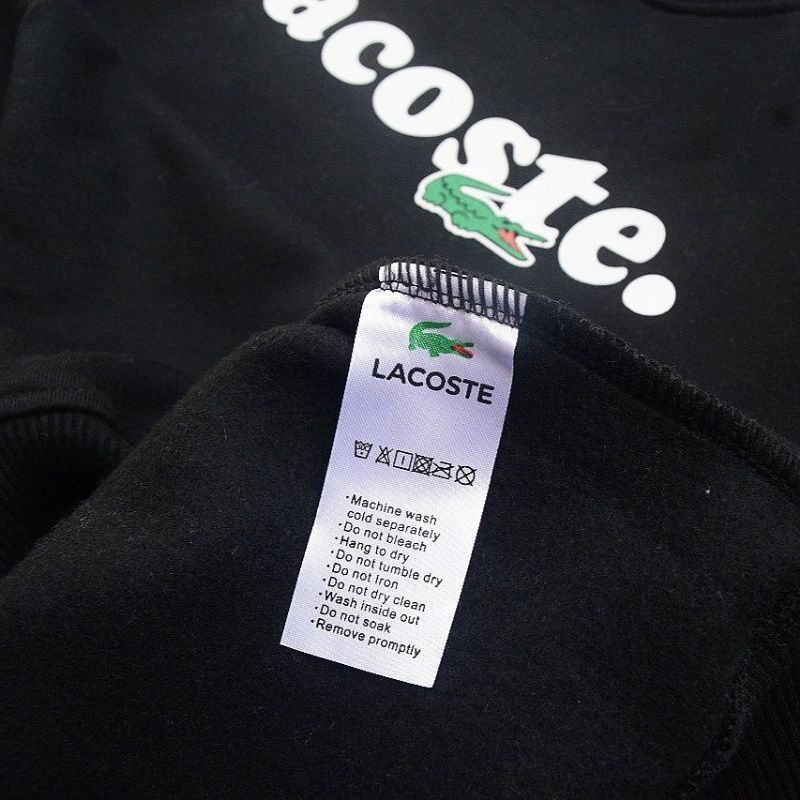 acoste.
LACOSTE
·Machine wash
cold separately
·Do not bleach
·Hang to dry
·Do not tumble dry
·Do not Iron
·Do not dry clean
·Wash inside out
·Do not soak
·Remove promptly